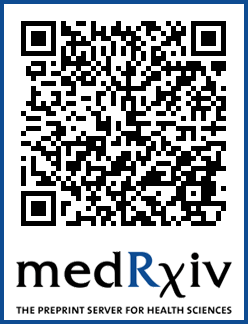 medRχiv
THE PREPRINT SERVER FOR HEALTH SCIENCES